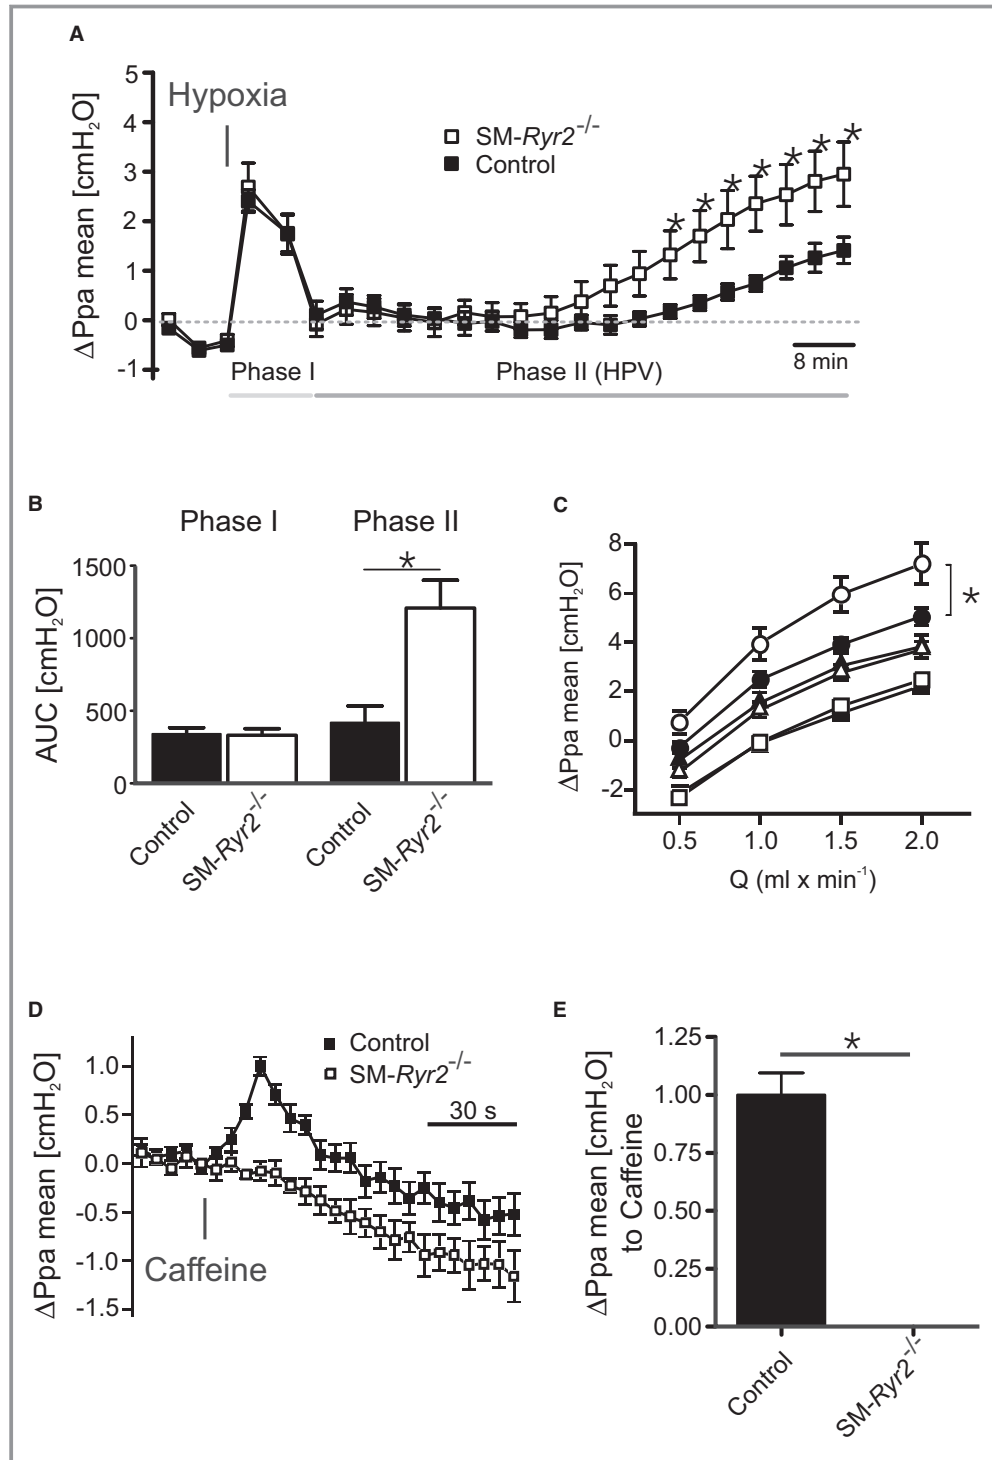 A
ΔPpa mean [cmH₂O]
5
4
3
2
1
0
-1
Hypoxia
SM-Ryr2⁻/⁻
Control
* * * * * * *
8 min
Phase I
Phase II (HPV)
B
Phase I
Phase II
AUC [cmH₂O]
1500
1000
500
0
*
Control
SM-Ryr2⁻/⁻
Control
SM-Ryr2⁻/⁻
C
ΔPpa mean [cmH₂O]
8
6
4
2
0
-2
*
0.5 1.0 1.5 2.0
Q (ml x min⁻¹)
D
ΔPpa mean [cmH₂O]
1.0
0.5
0.0
-0.5
-1.0
-1.5
Control
SM-Ryr2⁻/⁻
30 s
Caffeine
E
ΔPpa mean [cmH₂O]
to Caffeine
1.25
1.00
0.75
0.50
0.25
0.00
*
Control
SM-Ryr2⁻/⁻